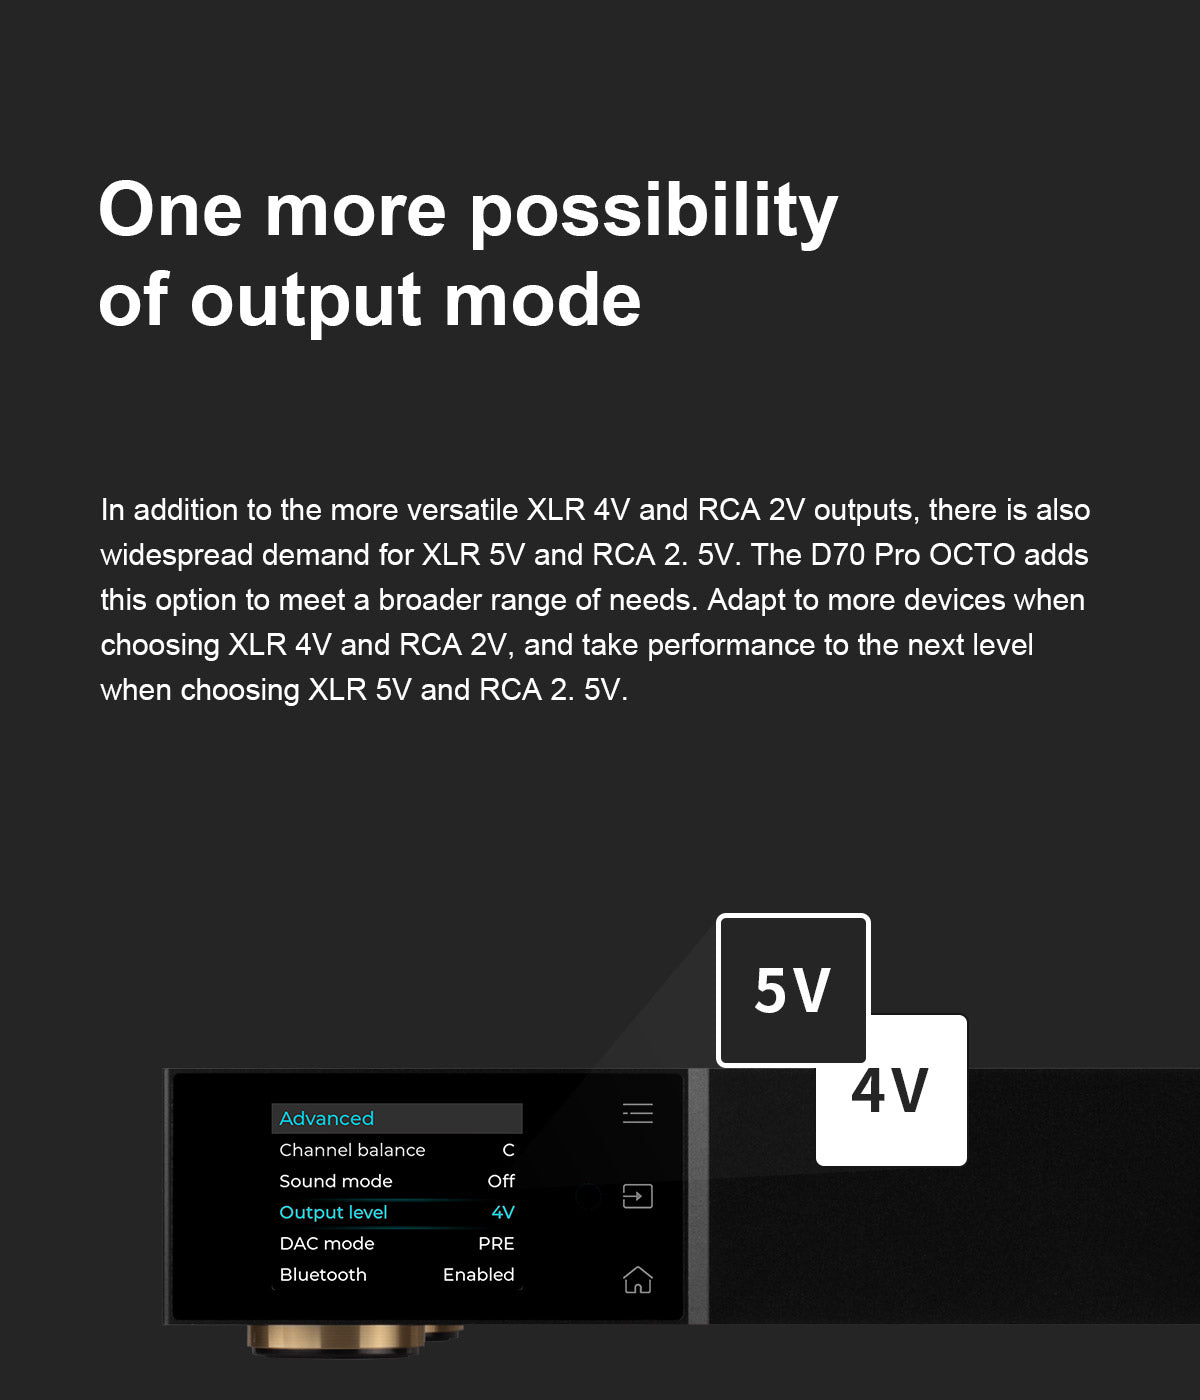 One more possibility
of output mode
In addition to the more versatile XLR 4V and RCA 2V outputs, there is also
widespread demand for XLR 5V and RCA 2. 5V. The D70 Pro OCTO adds
this option to meet a broader range of needs. Adapt to more devices when
choosing XLR 4V and RCA 2V, and take performance to the next level
when choosing XLR 5V and RCA 2. 5V.
5V
4V
Advanced
Channel balance C
Sound mode Off
Output level 4V
DAC mode PRE
Bluetooth Enabled